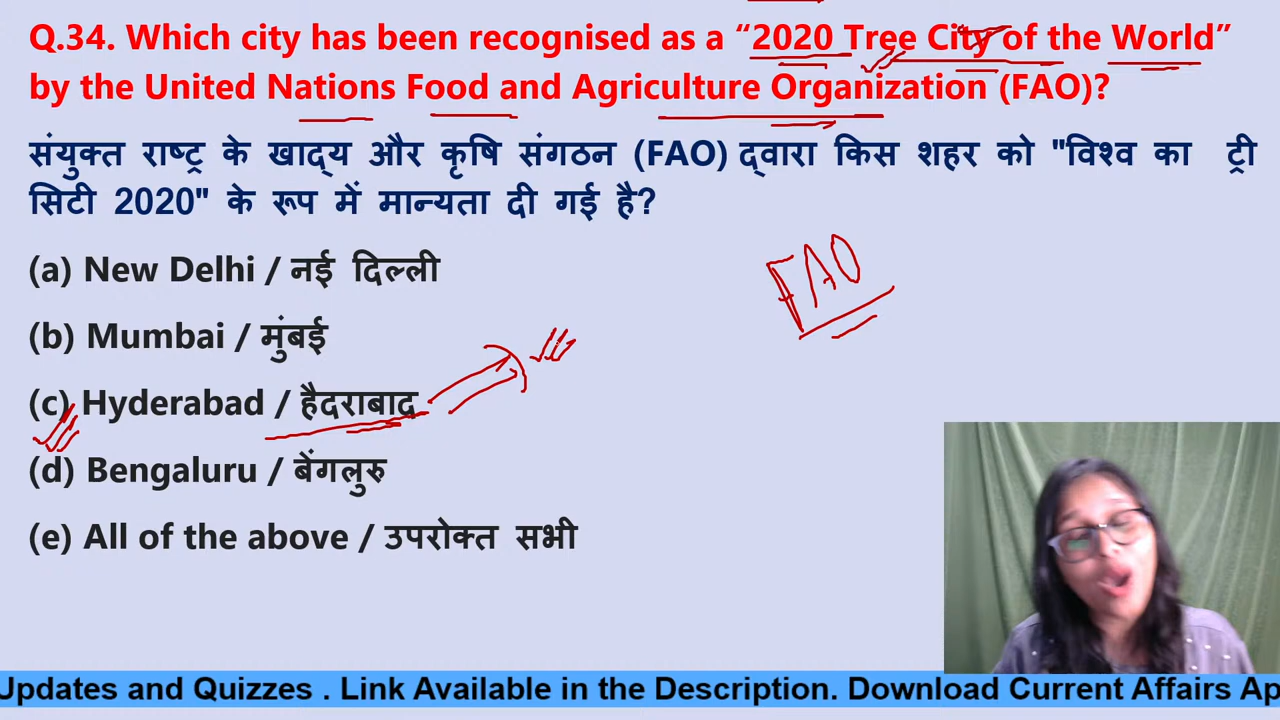 Q.34. Which city has been recognised as a “2020 Tree City of the World”
by the United Nations Food and Agriculture Organization (FAO)?
संयुक्त राष्ट्र के खाद्य और कृषि संगठन (FAO) द्वारा किस शहर को "विश्व का ट्री
सिटी 2020" के रूप में मान्यता दी गई है?
(a) New Delhi / नई दिल्ली
FAO
(b) Mumbai / मुंबई
(c) Hyderabad / हैदराबाद
(d) Bengaluru / बेंगलुरु
(e) All of the above / उपरोक्त सभी
Updates and Quizzes . Link Available in the Description. Download Current Affairs Ap